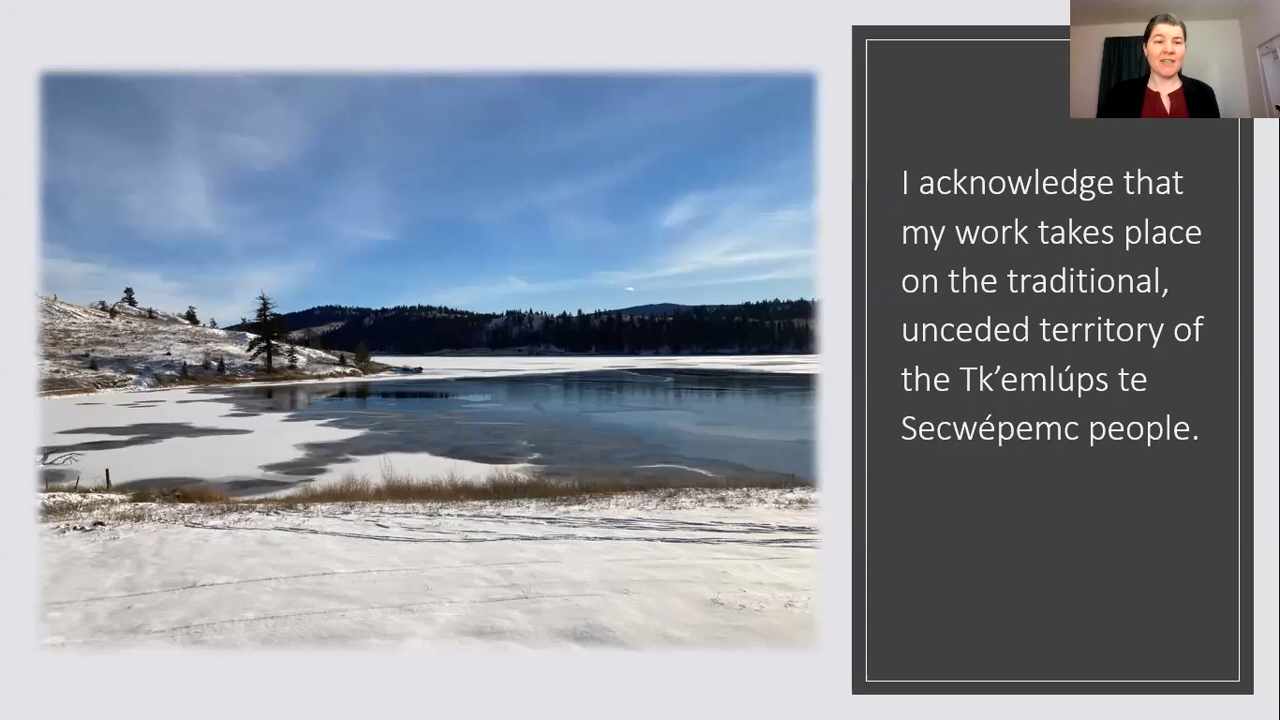 I acknowledge that
my work takes place
on the traditional,
unceded territory of
the Tk’emlúps te
Secwépemc people.